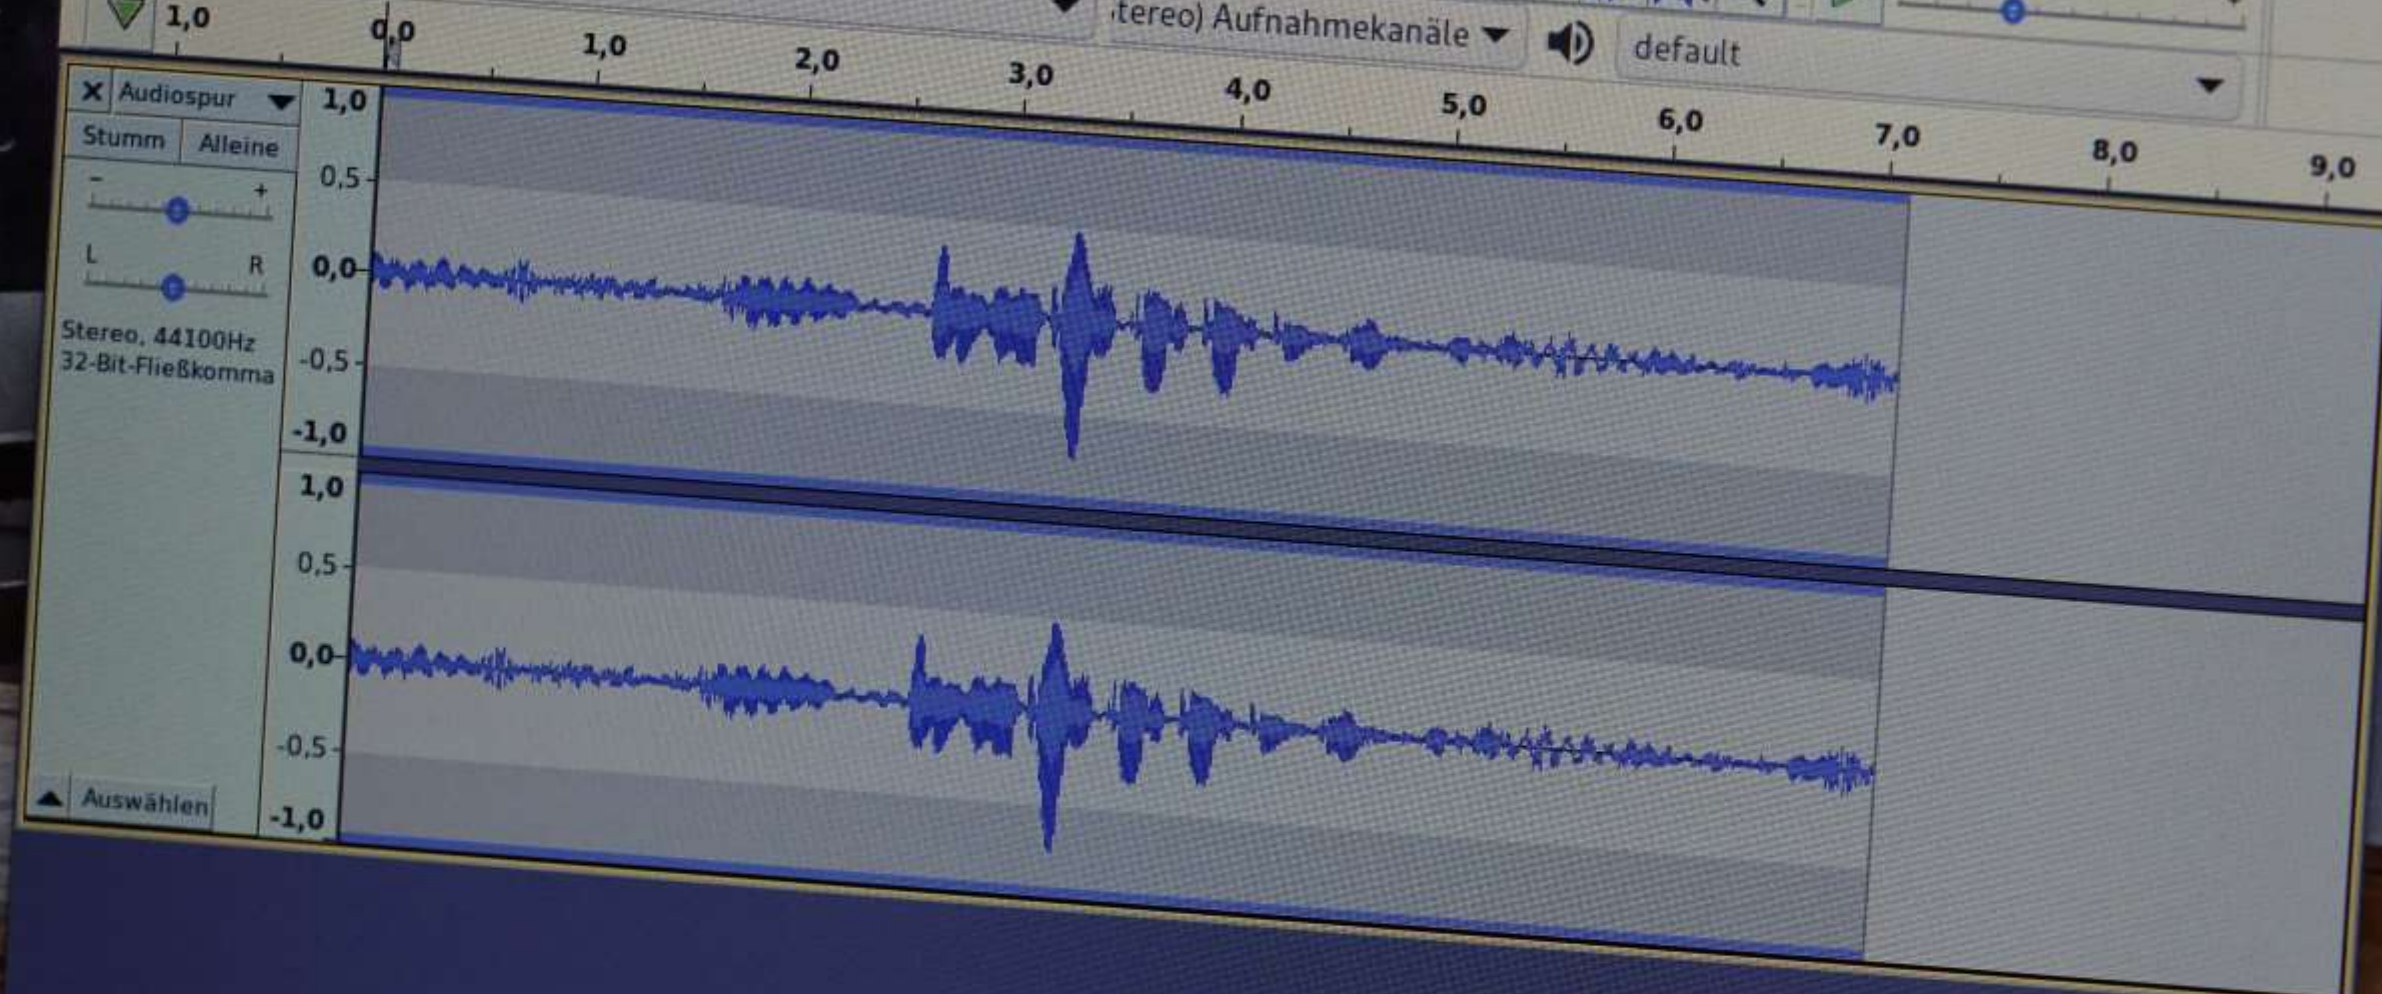 tereo) Aufnahmekanäle
default
1,0 0,0 1,0 2,0 3,0 4,0 5,0 6,0 7,0 8,0 9,0
X Audiospur
Stumm Alleine
- +
L R
Stereo, 44100Hz
32-Bit-Fließkomma
1,0
0,5
0,0
-0,5
-1,0
1,0
0,5
0,0
-0,5
-1,0
Auswählen